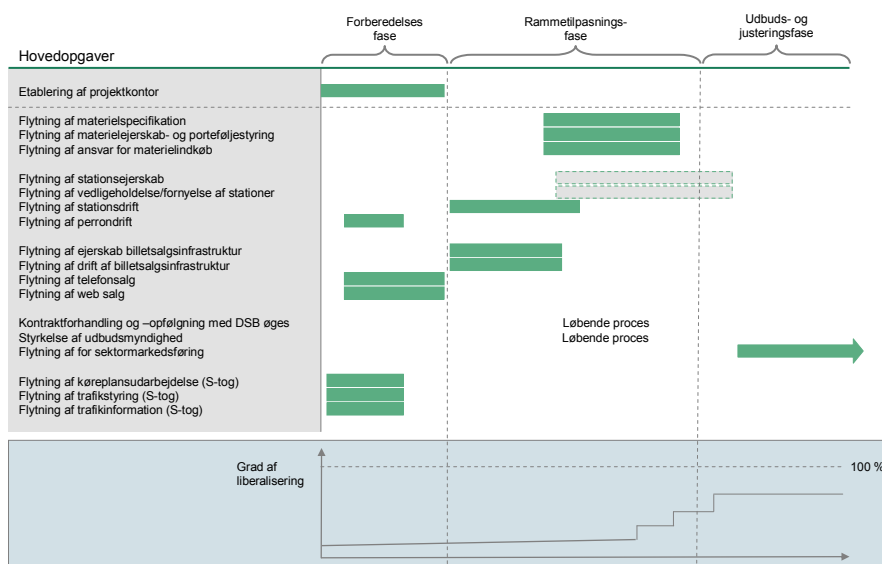 Forberedelses
fase
Rammetilpasnings-
fase
Udbuds- og
justeringsfase
Hovedopgaver
Etablering af projektkontor
Flytning af materielspecifikation
Flytning af materielejerskab- og porteføljestyring
Flytning af ansvar for materielindkøb
Flytning af stationsejerskab
Flytning af vedligeholdelse/fornyelse af stationer
Flytning af stationsdrift
Flytning af perrondrift
Flytning af ejerskab billetsalgsinfrastruktur
Flytning af drift af billetsalgsinfrastruktur
Flytning af telefonsalg
Flytning af web salg
Kontraktforhandling og –opfølgning med DSB øges
Løbende proces
Styrkelse af udbudsmyndighed
Løbende proces
Flytning af for sektormarkedsføring
Flytning af køreplansudarbejdelse (S-tog)
Flytning af trafikstyring (S-tog)
Flytning af trafikinformation (S-tog)
Grad af
liberalisering
100 %